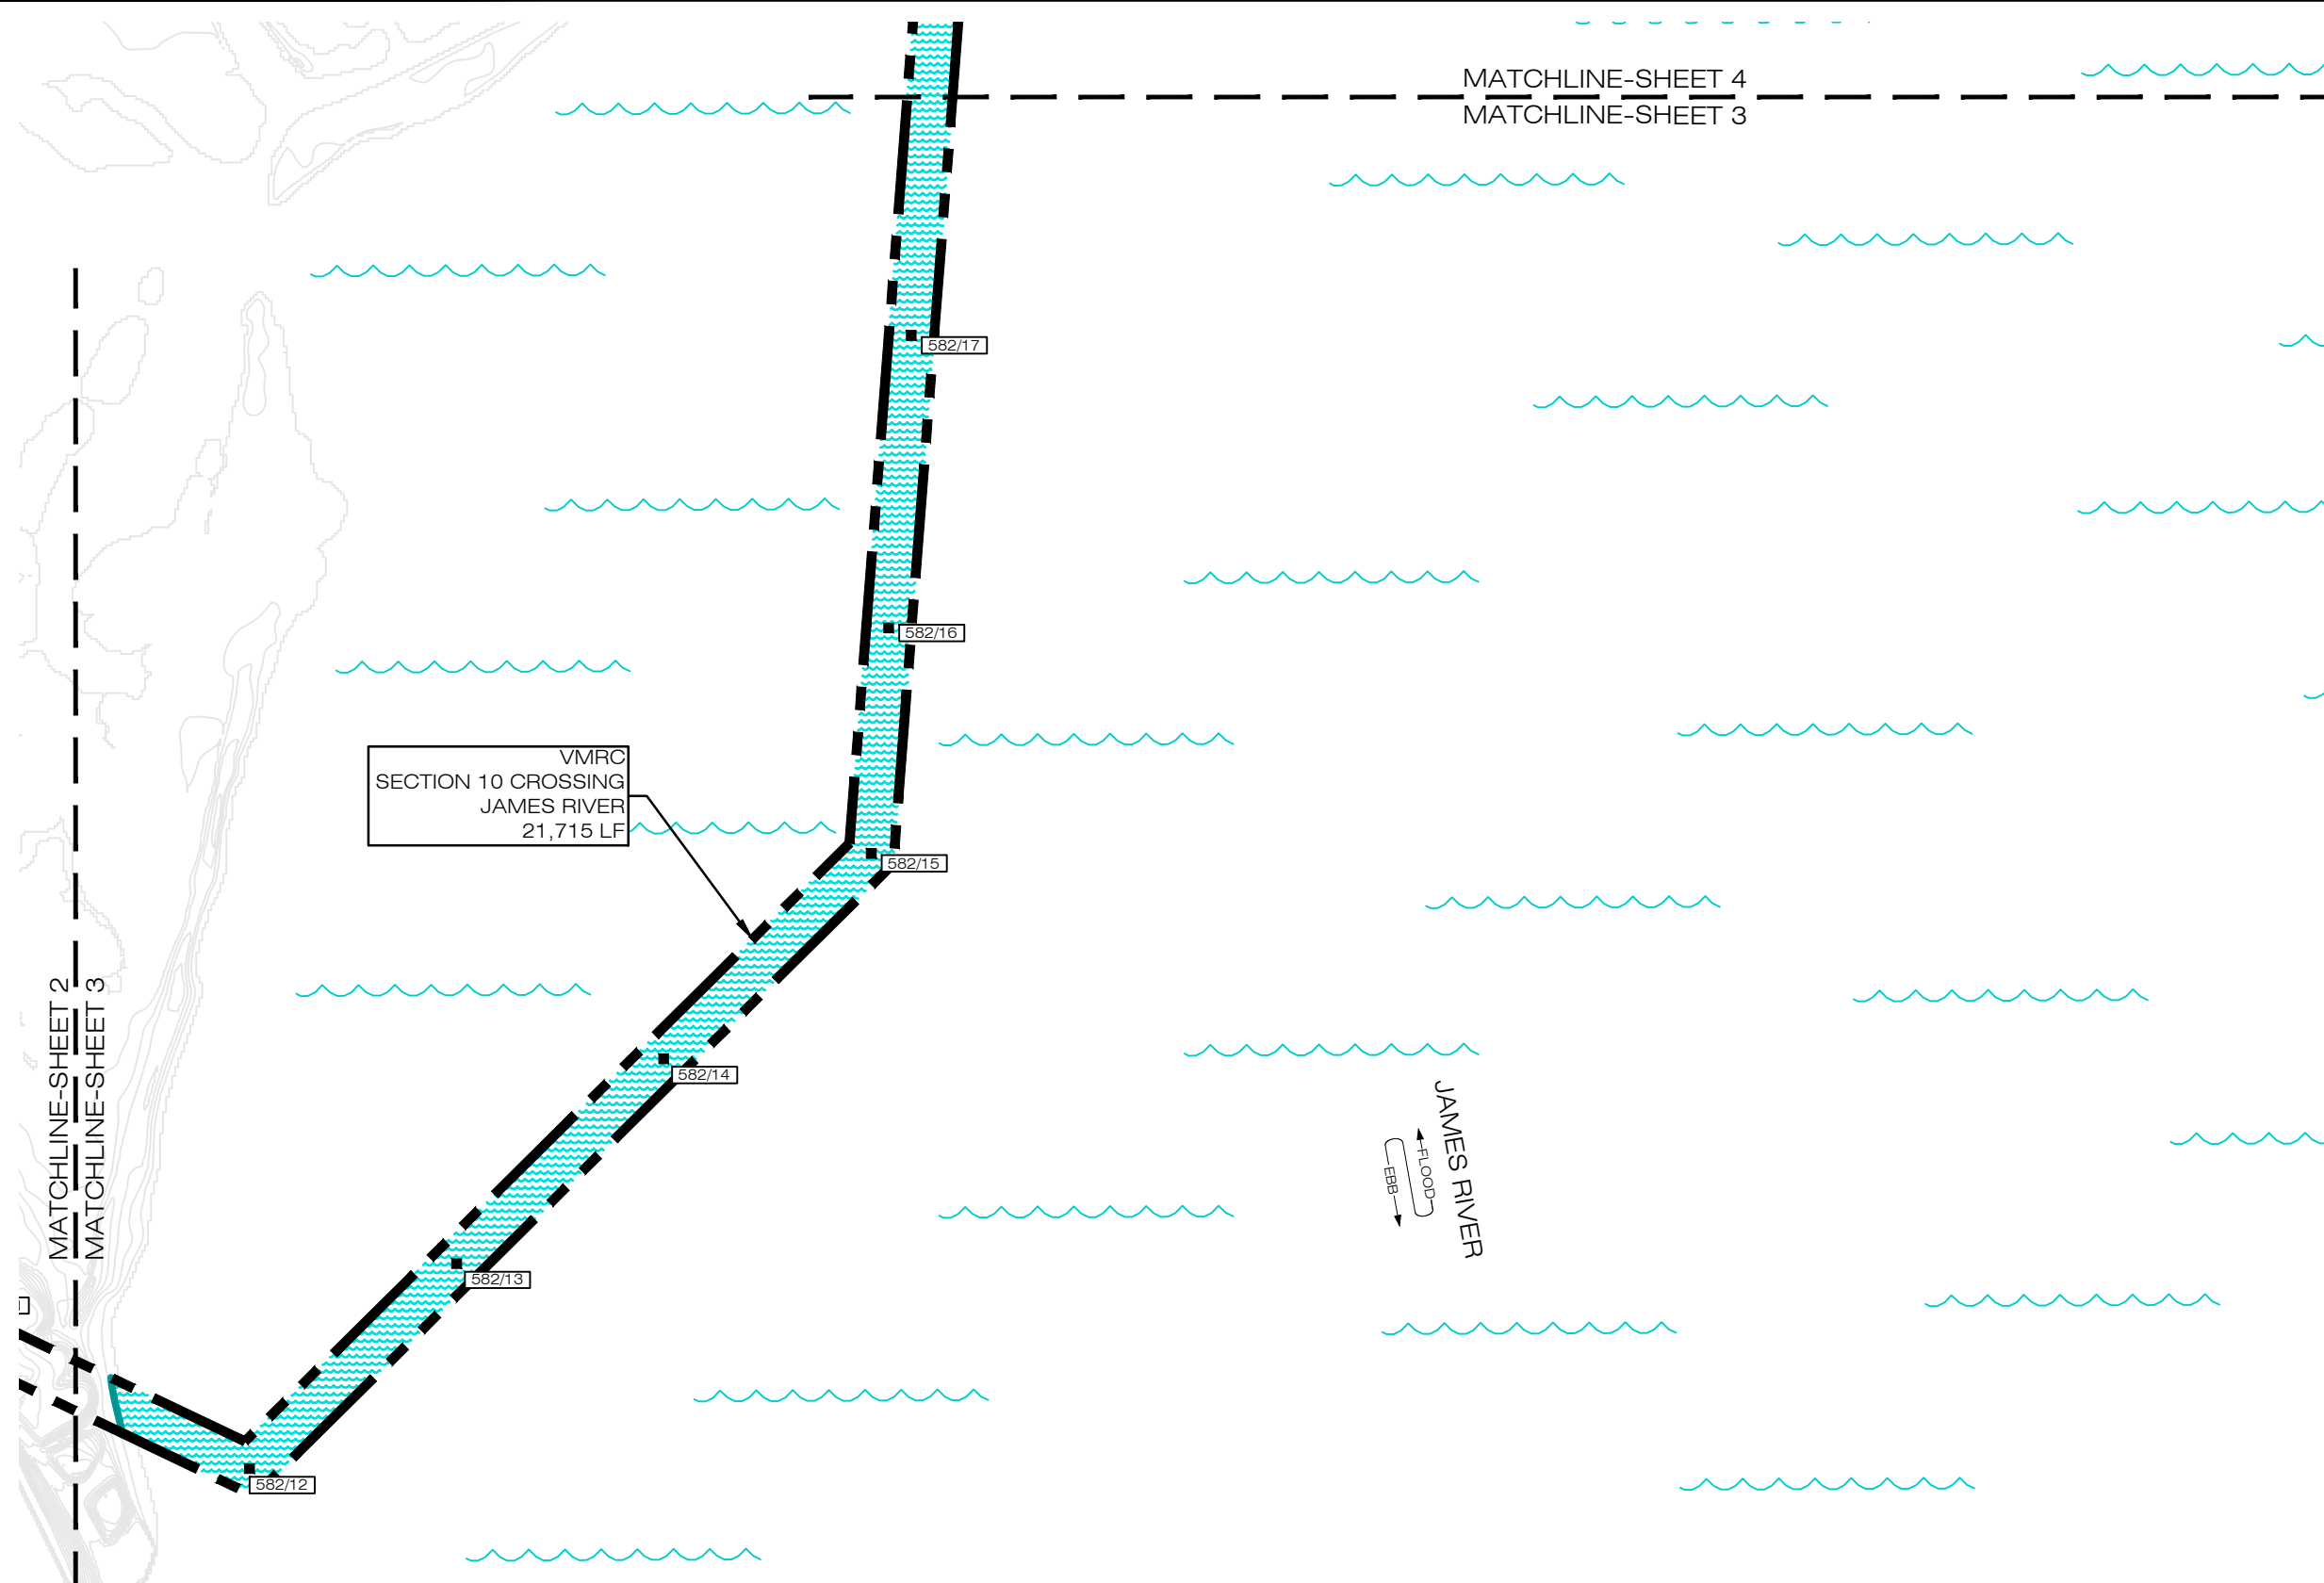 MATCHLINE-SHEET 4
MATCHLINE-SHEET 3
582/17
582/16
VMRC
SECTION 10 CROSSING
JAMES RIVER
21,715 LF
582/15
MATCHLINE-SHEET 2
MATCHLINE-SHEET 3
582/14
JAMES RIVER
FLOOD
EBB
582/13
582/12